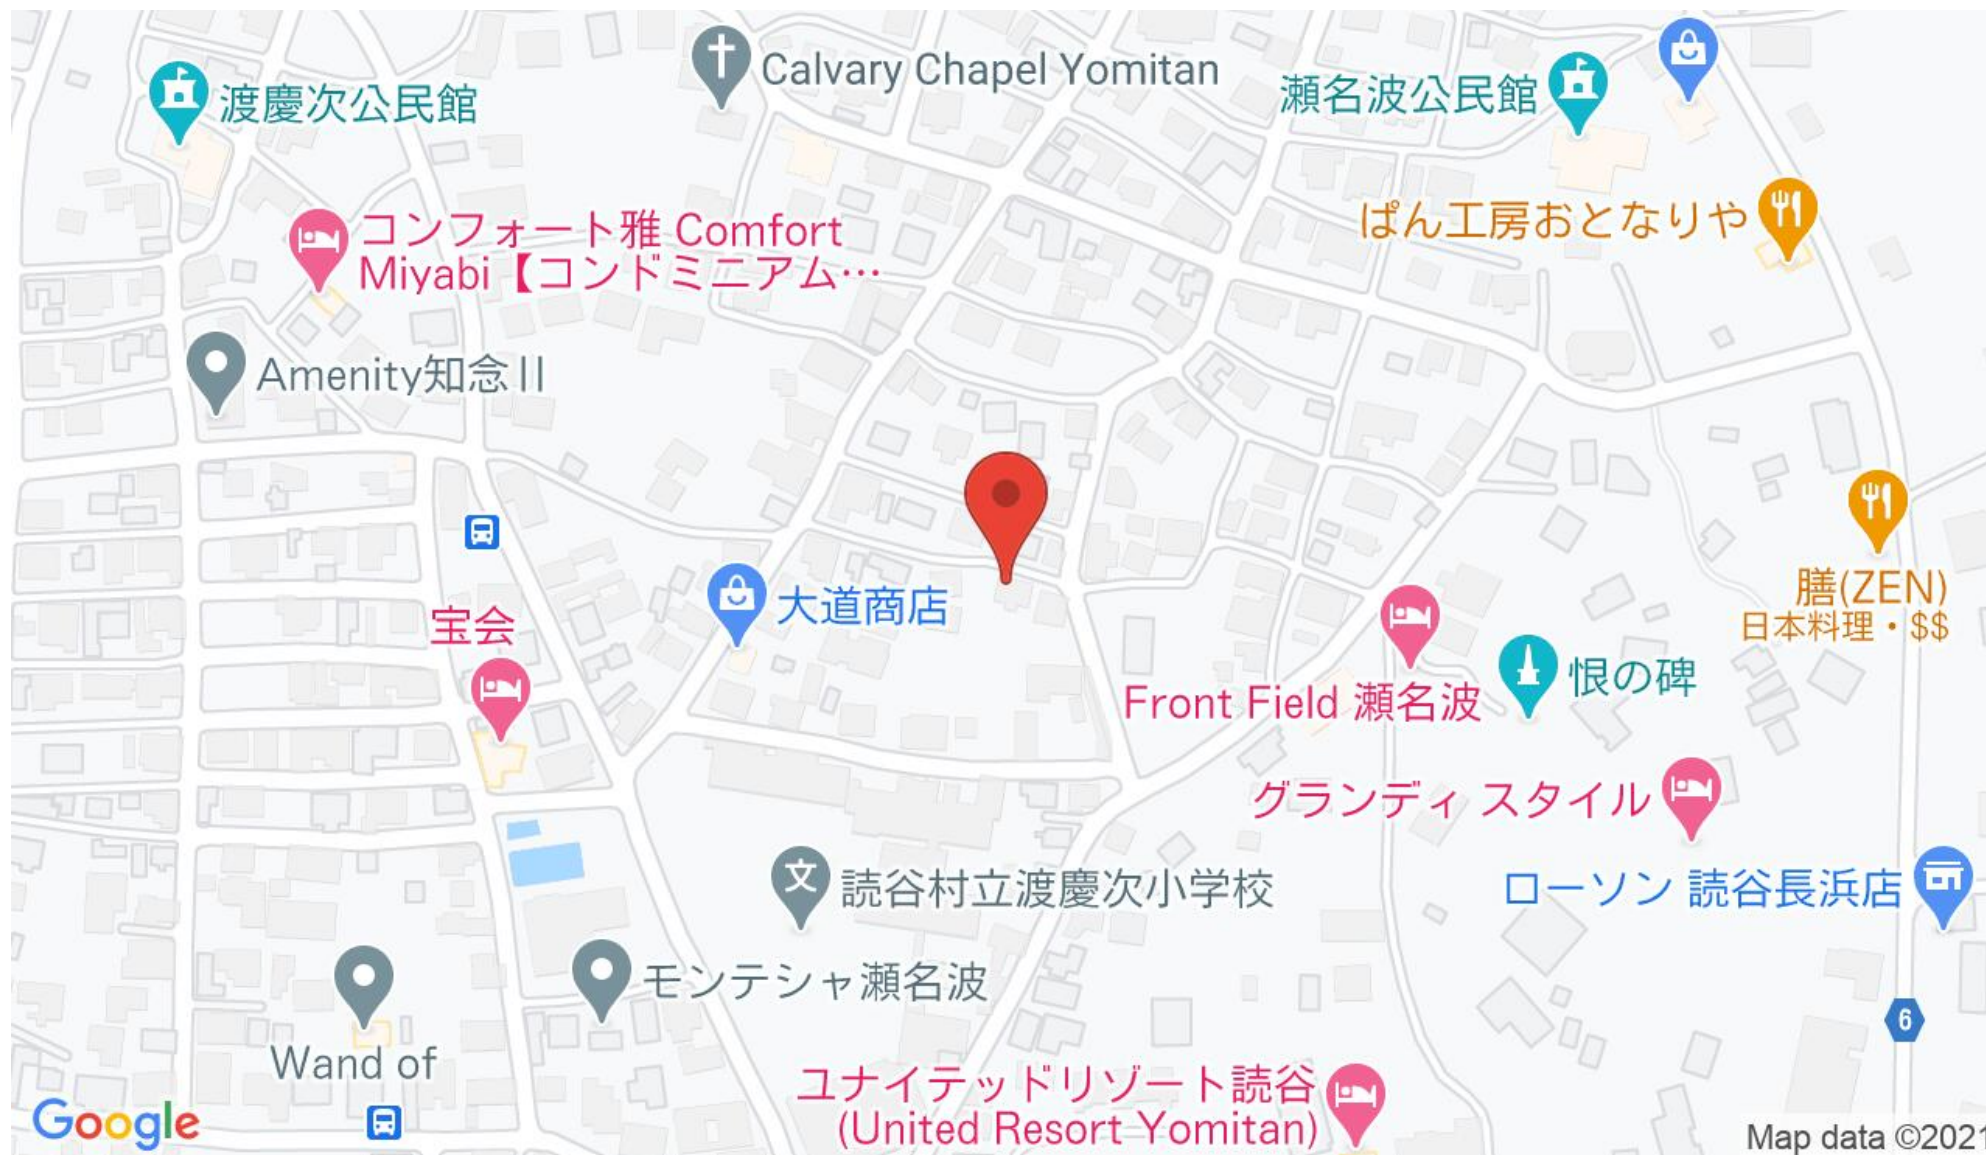 Calvary Chapel Yomitan
渡慶次公民館
瀬名波公民館
ぱん工房おとなりや
コンフォート雅 Comfort
Miyabi【コンドミニアム…
Amenity知念II
大道商店
宝会
膳(ZEN)
日本料理・$$
恨の碑
Front Field 瀬名波
グランディ スタイル
文
読谷村立渡慶次小学校
ローソン 読谷長浜店
モンテシャ瀬名波
6
Wand of
ユナイテッドリゾート読谷
(United Resort Yomitan)
Google
Map data ©2021